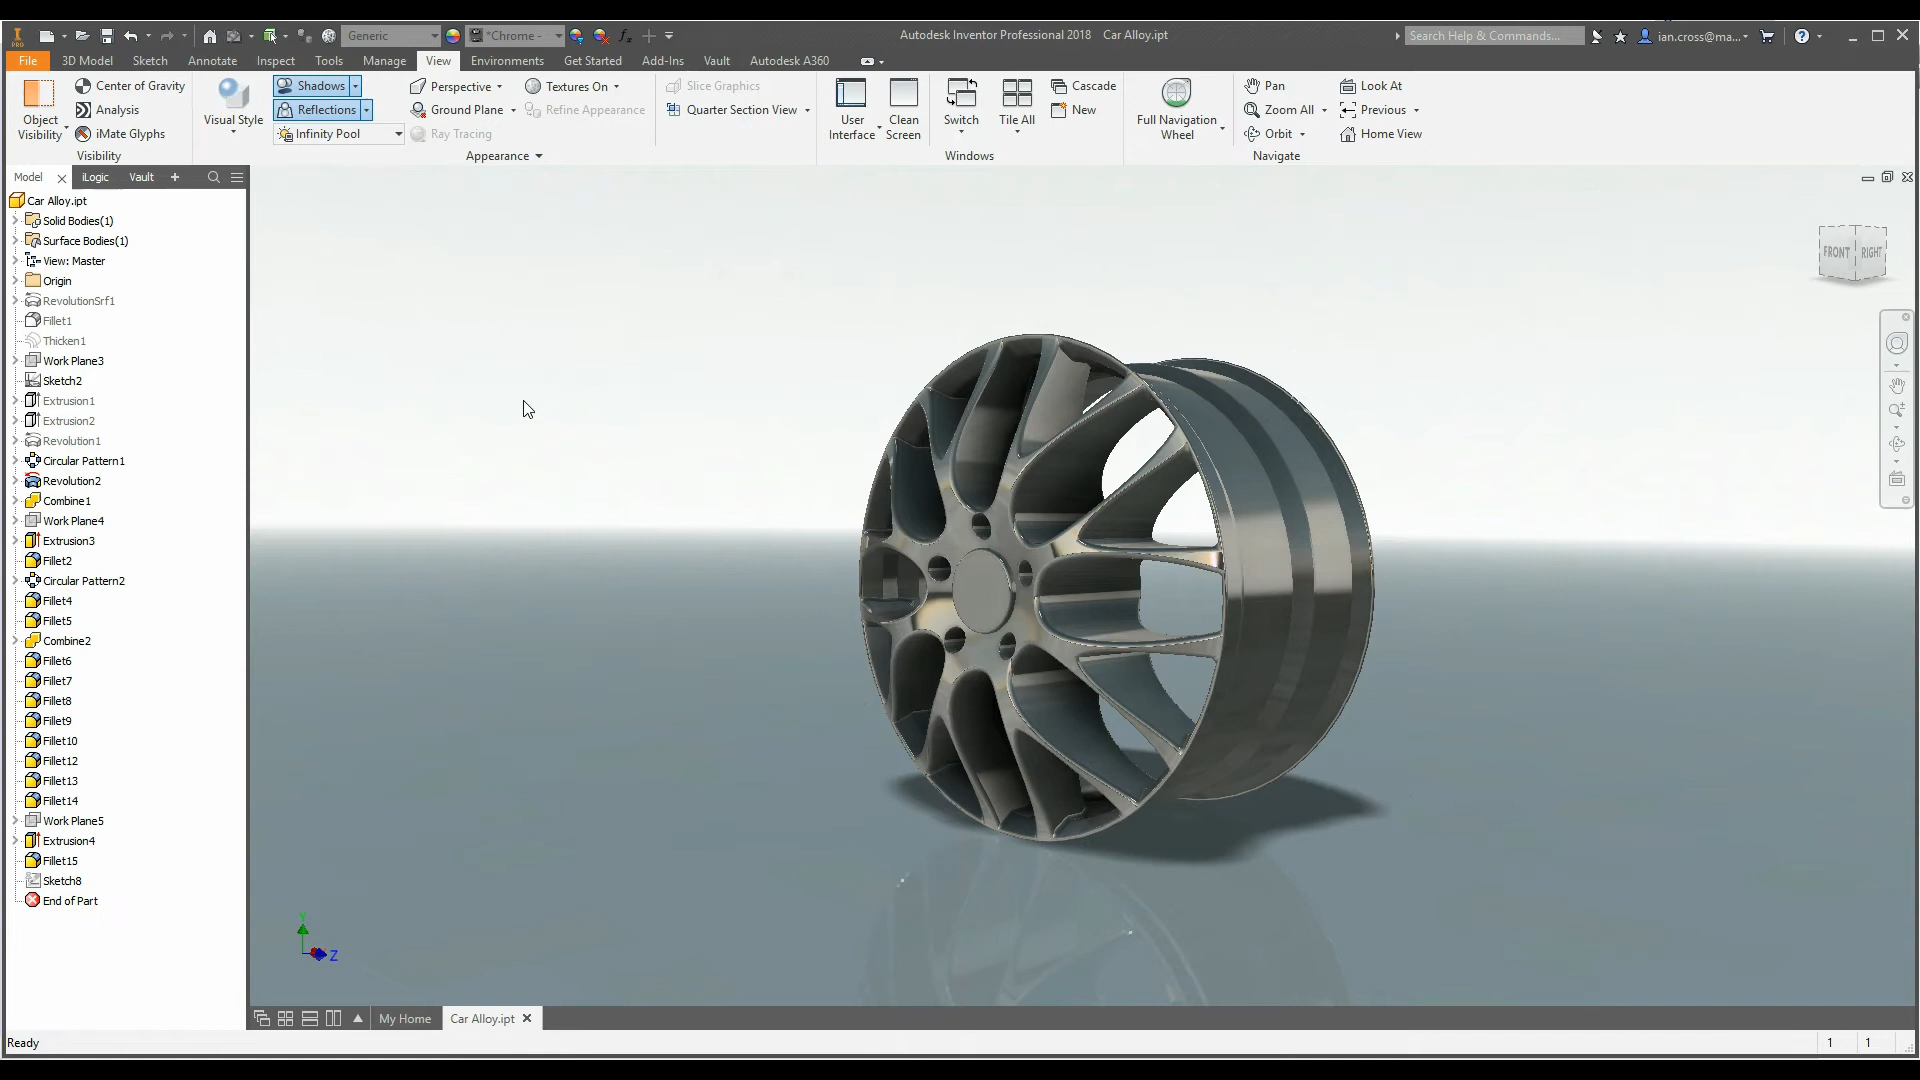 PRO
Generic
*Chrome -
Autodesk Inventor Professional 2018 Car Alloy.ipt
Search Help & Commands...
ian.cross@ma...
File 3D Model Sketch Annotate Inspect Tools Manage View Environments Get Started Add-Ins Vault Autodesk A360
Object Visibility
Center of Gravity
Analysis
iMate Glyphs
Visibility
Visual Style
Shadows
Reflections
Infinity Pool
Perspective
Ground Plane
Ray Tracing
Textures On
Refine Appearance
Appearance
Slice Graphics
Quarter Section View
User Interface
Clean Screen
Switch
Tile All
Cascade
New
Windows
Full Navigation Wheel
Pan
Zoom All
Orbit
Look At
Previous
Home View
Navigate
Model iLogic Vault +
Car Alloy.ipt
Solid Bodies(1)
Surface Bodies(1)
View: Master
Origin
RevolutionSrf1
Fillet1
Thicken1
Work Plane3
Sketch2
Extrusion1
Extrusion2
Revolution1
Circular Pattern1
Revolution2
Combine1
Work Plane4
Extrusion3
Fillet2
Circular Pattern2
Fillet4
Fillet5
Combine2
Fillet6
Fillet7
Fillet8
Fillet9
Fillet10
Fillet12
Fillet13
Fillet14
Work Plane5
Extrusion4
Fillet15
Sketch8
End of Part
FRONT RIGHT
Y
Z
My Home Car Alloy.ipt
Ready
1 1